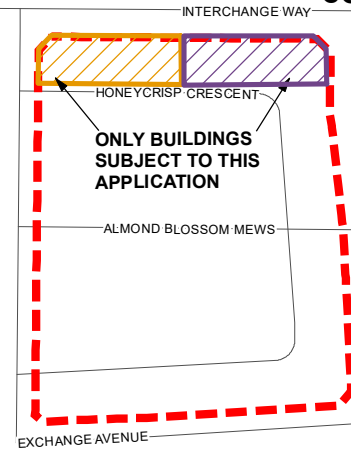 INTERCHANGE WAY
HONEYCRISP CRESCENT
ONLY BUILDINGS
SUBJECT TO THIS
APPLICATION
ALMOND BLOSSOM MEWS
EXCHANGE AVENUE